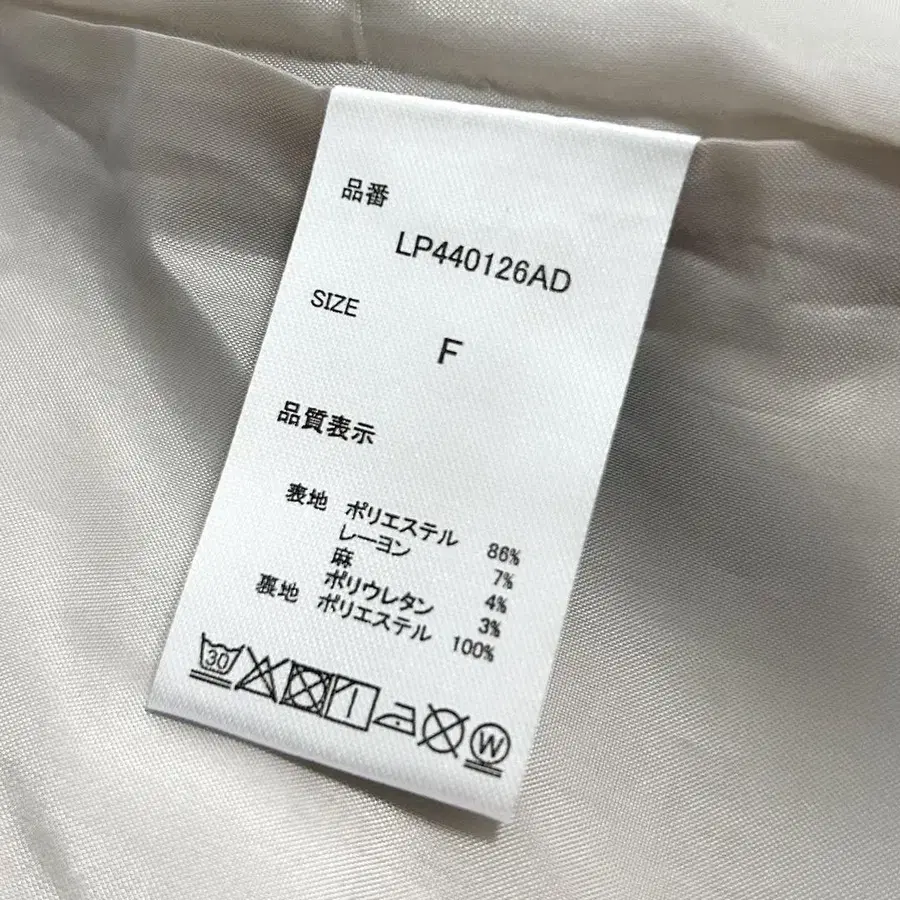 品番
LP440126AD
SIZE
F
品質表示
表地 ポリエステル 86%
レーヨン 7%
麻 4%
ポリウレタン 3%
裏地 ポリエステル 100%
30
W